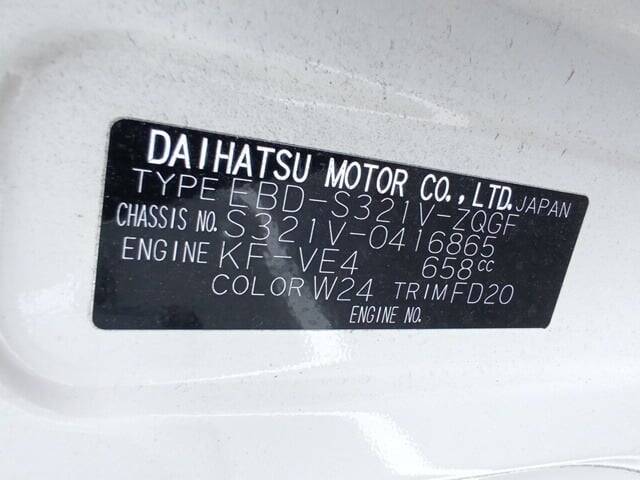 DAIHATSU MOTOR CO., LTD. JAPAN
TYPE EBD-S321V-ZQGF
CHASSIS NO. S321V-0416865
ENGINE KF-VE4 658cc
COLOR W24 TRIM FD20
ENGINE NO.